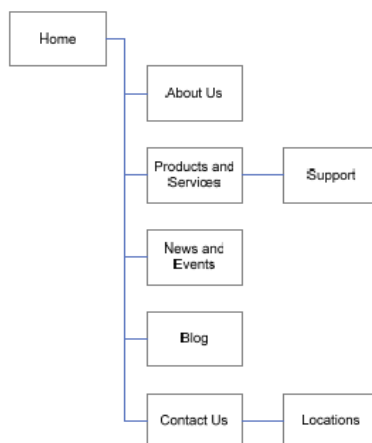 Home
About Us
Products and
Services
Support
News and
Events
Blog
Contact Us
Locations